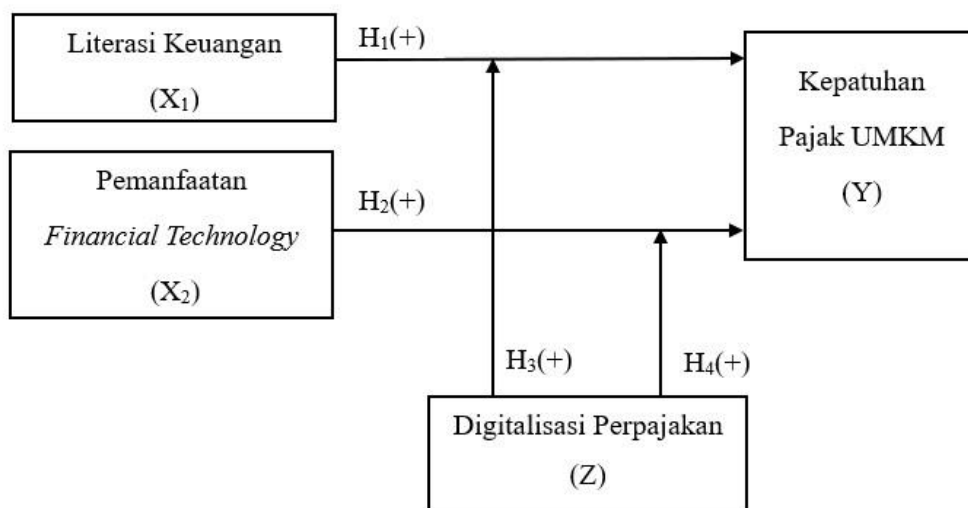 Literasi Keuangan
(X₁)
H₁(+)
Kepatuhan
Pajak UMKM
(Y)
Pemanfaatan
Financial Technology
(X₂)
H₂(+)
H₃(+)
H₄(+)
Digitalisasi Perpajakan
(Z)